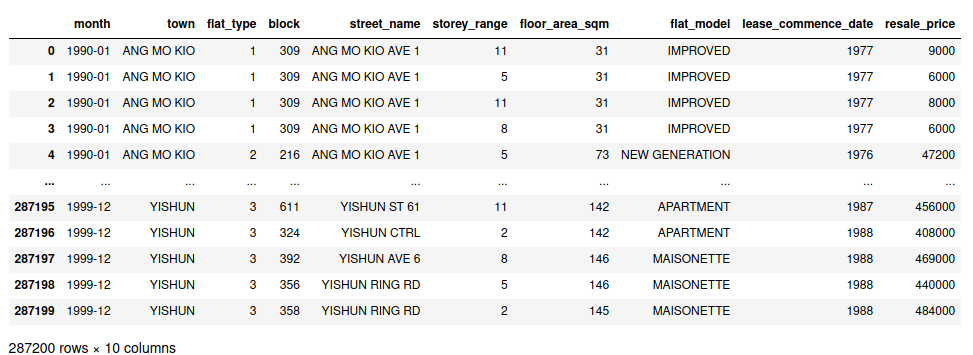 month town flat_type block street_name storey_range floor_area_sqm flat_model lease_commence_date resale_price
0 1990-01 ANG MO KIO 1 309 ANG MO KIO AVE 1 11 31 IMPROVED 1977 9000
1 1990-01 ANG MO KIO 1 309 ANG MO KIO AVE 1 5 31 IMPROVED 1977 6000
2 1990-01 ANG MO KIO 1 309 ANG MO KIO AVE 1 11 31 IMPROVED 1977 8000
3 1990-01 ANG MO KIO 1 309 ANG MO KIO AVE 1 8 31 IMPROVED 1977 6000
4 1990-01 ANG MO KIO 2 216 ANG MO KIO AVE 1 5 73 NEW GENERATION 1976 47200
... ... ... ... ... ... ... ... ... ... ...
287195 1999-12 YISHUN 3 611 YISHUN ST 61 11 142 APARTMENT 1987 456000
287196 1999-12 YISHUN 3 324 YISHUN CTRL 2 142 APARTMENT 1988 408000
287197 1999-12 YISHUN 3 392 YISHUN AVE 6 8 146 MAISONETTE 1988 469000
287198 1999-12 YISHUN 3 356 YISHUN RING RD 5 146 MAISONETTE 1988 440000
287199 1999-12 YISHUN 3 358 YISHUN RING RD 2 145 MAISONETTE 1988 484000
287200 rows × 10 columns